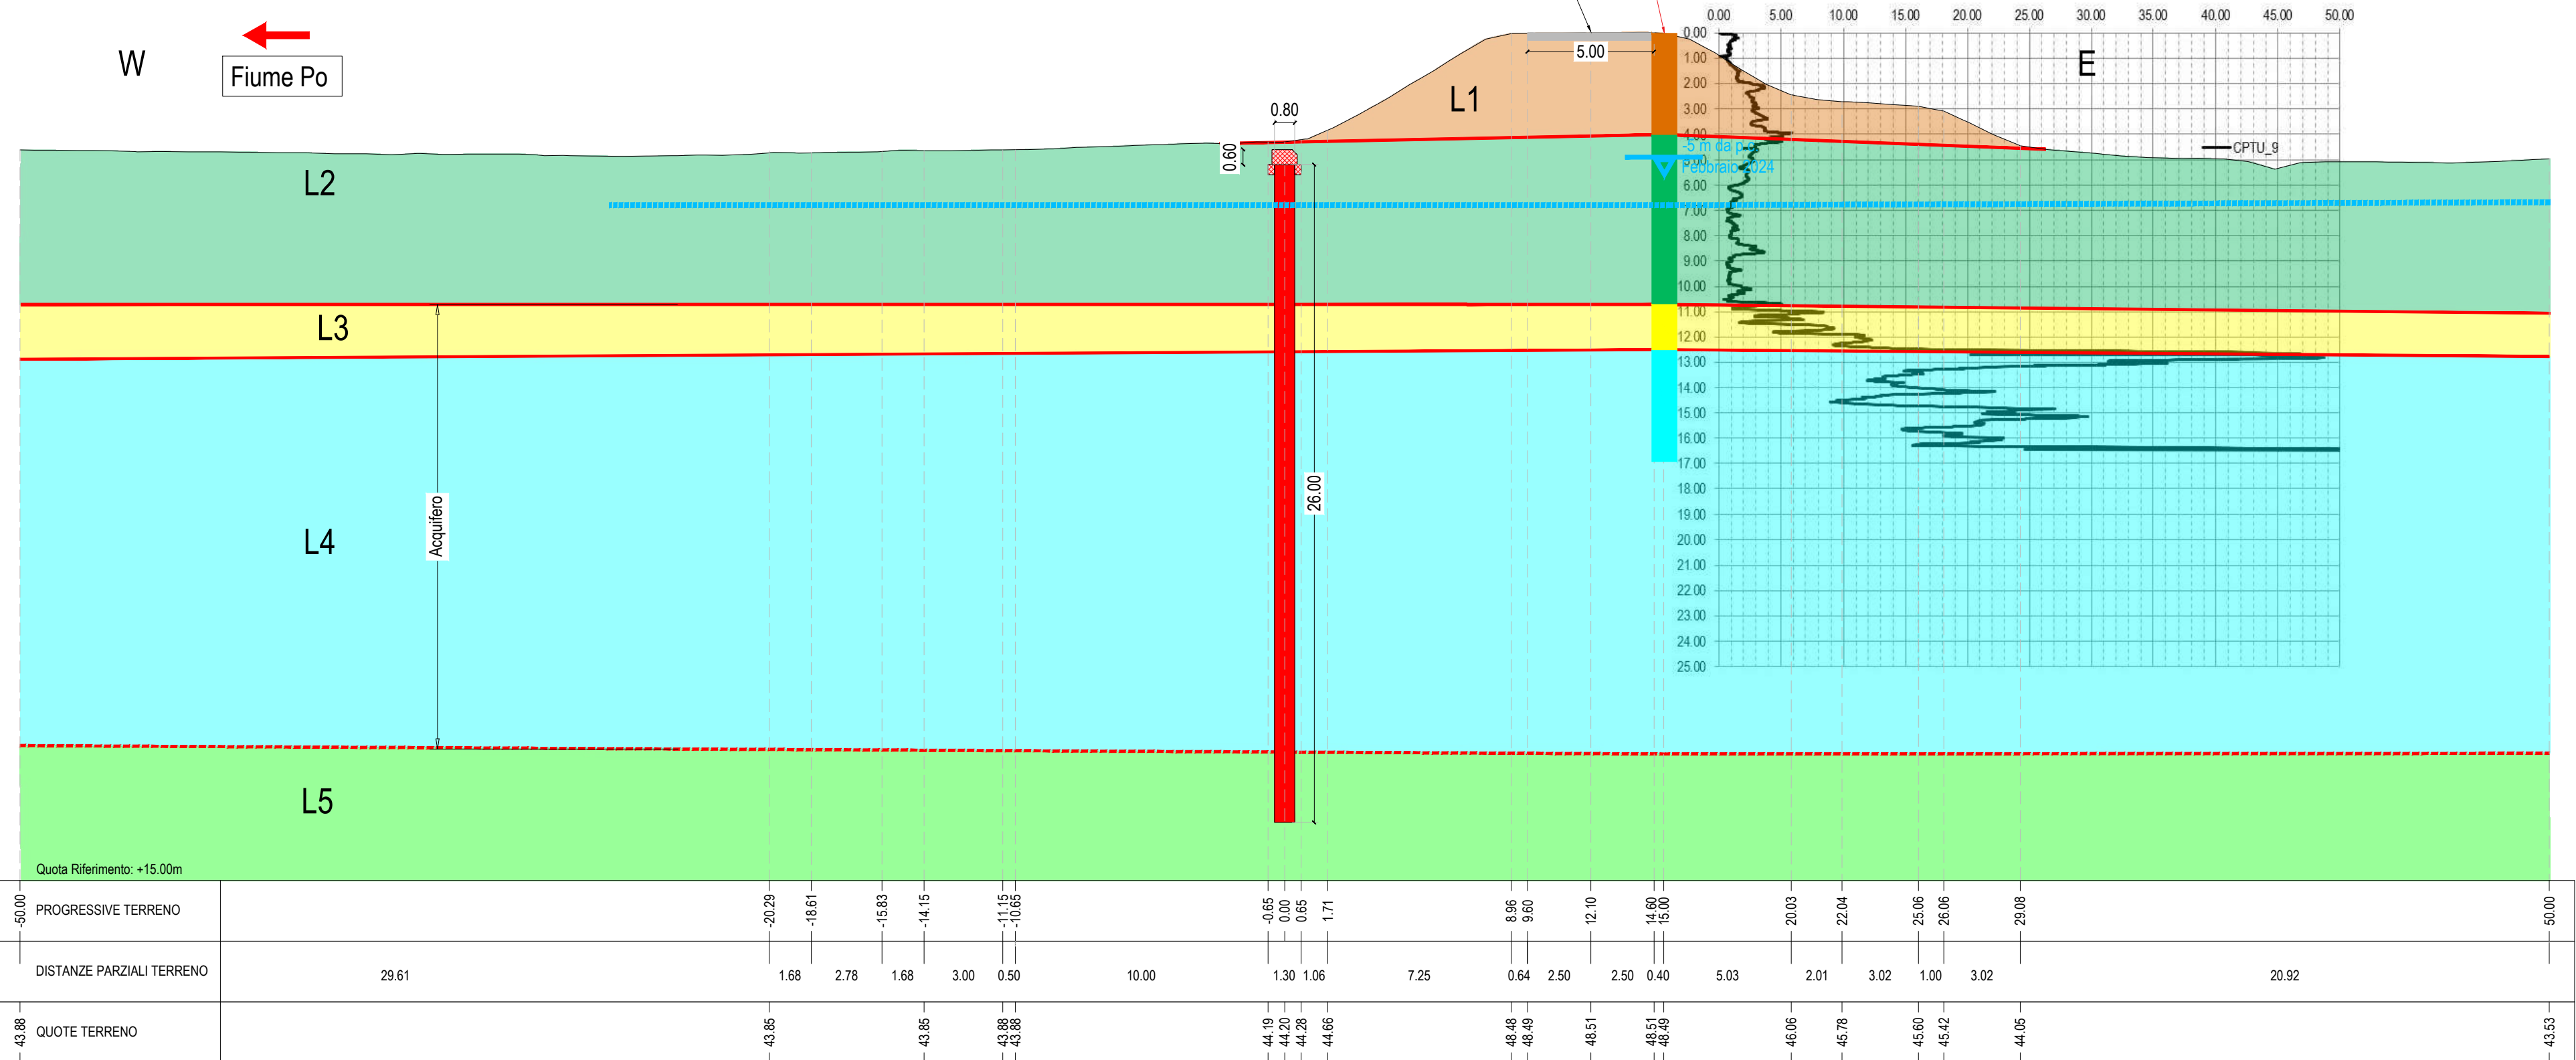 0.00 5.00 10.00 15.00 20.00 25.00 30.00 35.00 40.00 45.00 50.00
W
Fiume Po
E
5.00
L1
0.80
0.60
0.00
1.00
2.00
3.00
4.00
5.00
6.00
7.00
8.00
9.00
10.00
11.00
12.00
13.00
14.00
15.00
16.00
17.00
18.00
19.00
20.00
21.00
22.00
23.00
24.00
25.00
-5 m da p.c.
Febbraio 2024
CPTU_9
L2
L3
Acquifero
L4
26.00
L5
Quota Riferimento: +15.00m
PROGRESSIVE TERRENO
-50.00 -20.29 -18.61 -15.83 -14.15 -11.15 -10.65 -0.65 0.00 0.65 1.71 8.96 9.60 12.10 14.60 15.00 20.03 22.04 25.06 26.06 29.08 50.00
DISTANZE PARZIALI TERRENO
29.61 1.68 2.78 1.68 3.00 0.50 10.00 1.30 1.06 7.25 0.64 2.50 2.50 0.40 5.03 2.01 3.02 1.00 3.02 20.92
QUOTE TERRENO
43.88 43.85 43.85 43.88 43.88 44.19 44.20 44.28 44.66 48.48 48.49 48.51 48.51 48.49 46.06 45.78 45.60 45.42 44.05 43.53